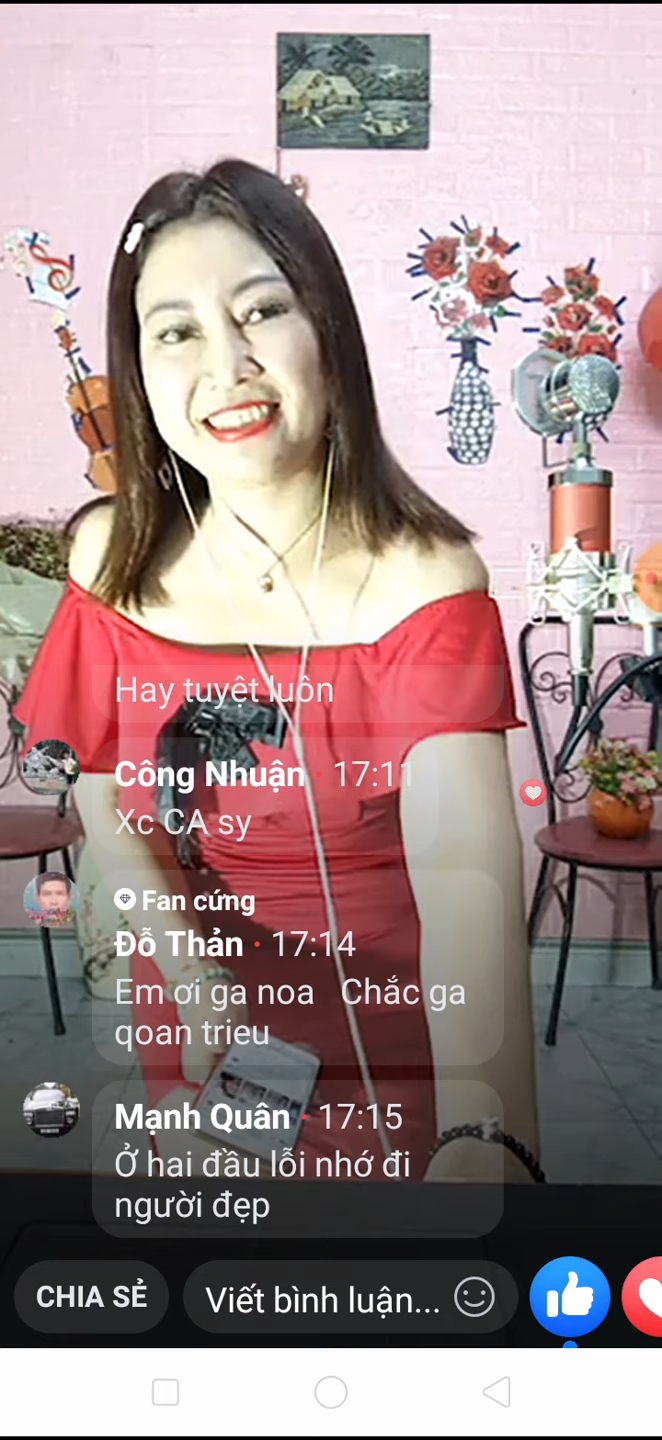 Hay tuyệt luôn
Công Nhuận · 17:11
Xc CA sy
Fan cứng
Đỗ Thản · 17:14
Em ơi ga noa Chắc ga
qoan trieu
Mạnh Quân · 17:15
Ở hai đầu lỗi nhớ đi
người đẹp
CHIA SẺ
Viết bình luận...